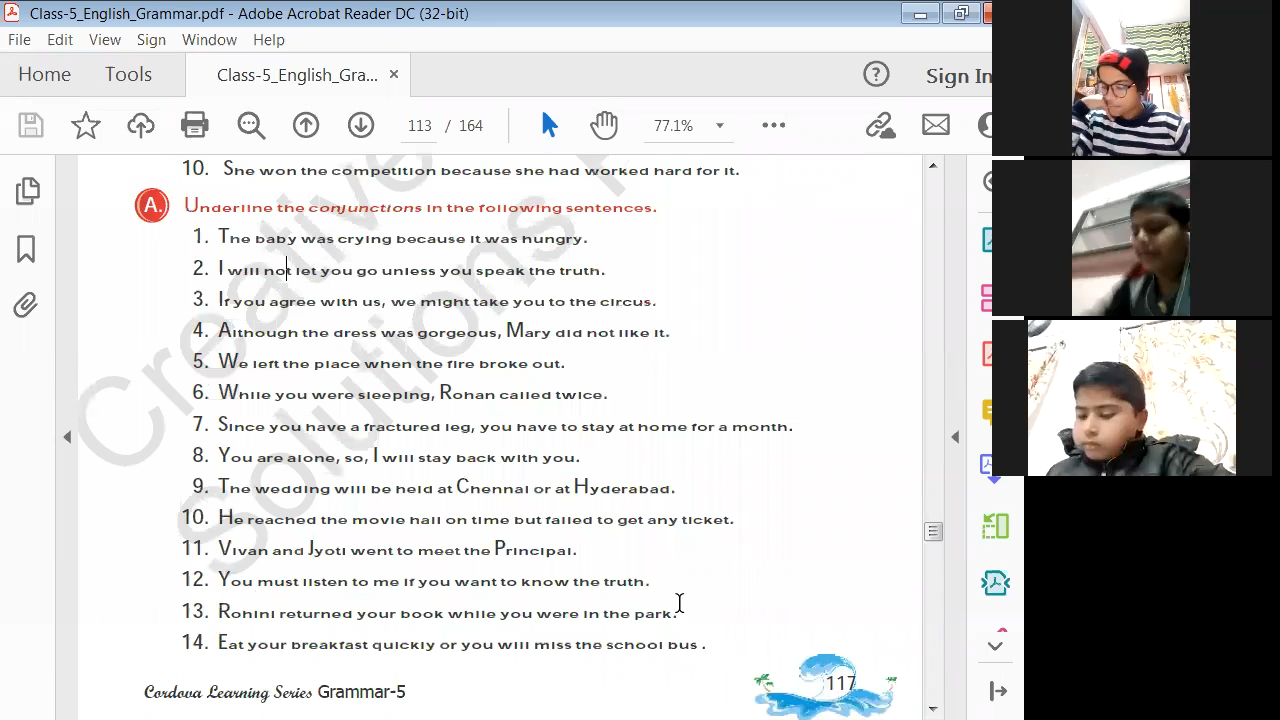 Class-5_English_Grammar.pdf - Adobe Acrobat Reader DC (32-bit)
File Edit View Sign Window Help
Home Tools Class-5_English_Gra... × Sign In
113 / 164 77.1%
10. She won the competition because she had worked hard for it.
A. Underline the conjunctions in the following sentences.
1. The baby was crying because it was hungry.
2. I will not let you go unless you speak the truth.
3. If you agree with us, we might take you to the circus.
4. Although the dress was gorgeous, Mary did not like it.
5. We left the place when the fire broke out.
6. While you were sleeping, Rohan called twice.
7. Since you have a fractured leg, you have to stay at home for a month.
8. You are alone, so, I will stay back with you.
9. The wedding will be held at Chennai or at Hyderabad.
10. He reached the movie hall on time but failed to get any ticket.
11. Vivan and Jyoti went to meet the Principal.
12. You must listen to me if you want to know the truth.
13. Rohini returned your book while you were in the park.
14. Eat your breakfast quickly or you will miss the school bus .
Cordova Learning Series Grammar-5
117
Creative
Solutions P